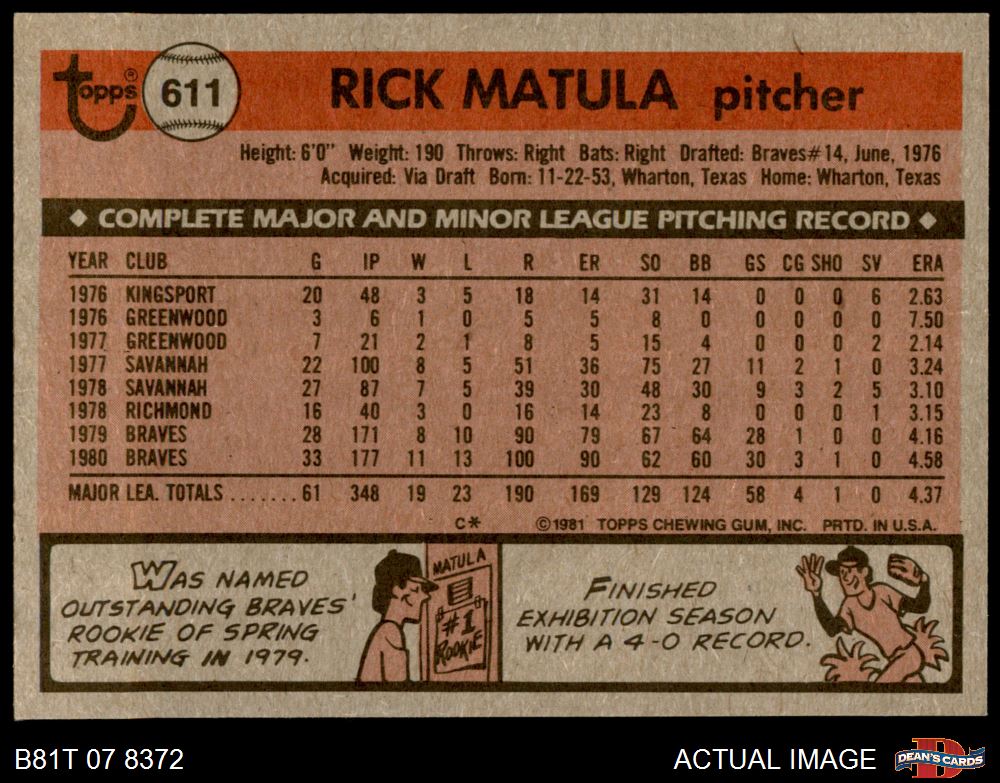 topps® 611 RICK MATULA pitcher
Height: 6'0" Weight: 190 Throws: Right Bats: Right Drafted: Braves#14, June, 1976
Acquired: Via Draft Born: 11-22-53, Wharton, Texas Home: Wharton, Texas
◆ COMPLETE MAJOR AND MINOR LEAGUE PITCHING RECORD ◆
YEAR CLUB G IP W L R ER SO BB GS CG SHO SV ERA
1976 KINGSPORT 20 48 3 5 18 14 31 14 0 0 0 6 2.63
1976 GREENWOOD 3 6 1 0 5 5 8 0 0 0 0 0 7.50
1977 GREENWOOD 7 21 2 1 8 5 15 4 0 0 0 2 2.14
1977 SAVANNAH 22 100 8 5 51 36 75 27 11 2 1 0 3.24
1978 SAVANNAH 27 87 7 5 39 30 48 30 9 3 2 5 3.10
1978 RICHMOND 16 40 3 0 16 14 23 8 0 0 0 1 3.15
1979 BRAVES 28 171 8 10 90 79 67 64 28 1 0 0 4.16
1980 BRAVES 33 177 11 13 100 90 62 60 30 3 1 0 4.58
MAJOR LEA. TOTALS .......61 348 19 23 190 169 129 124 58 4 1 0 4.37
C* ©1981 TOPPS CHEWING GUM, INC. PRTD. IN U.S.A.
WAS NAMED
OUTSTANDING BRAVES'
ROOKIE OF SPRING
TRAINING IN 1979.
MATULA
#1
ROOKIE
FINISHED
EXHIBITION SEASON
WITH A 4-0 RECORD.
B81T 07 8372
ACTUAL IMAGE
D
DEAN'S CARDS